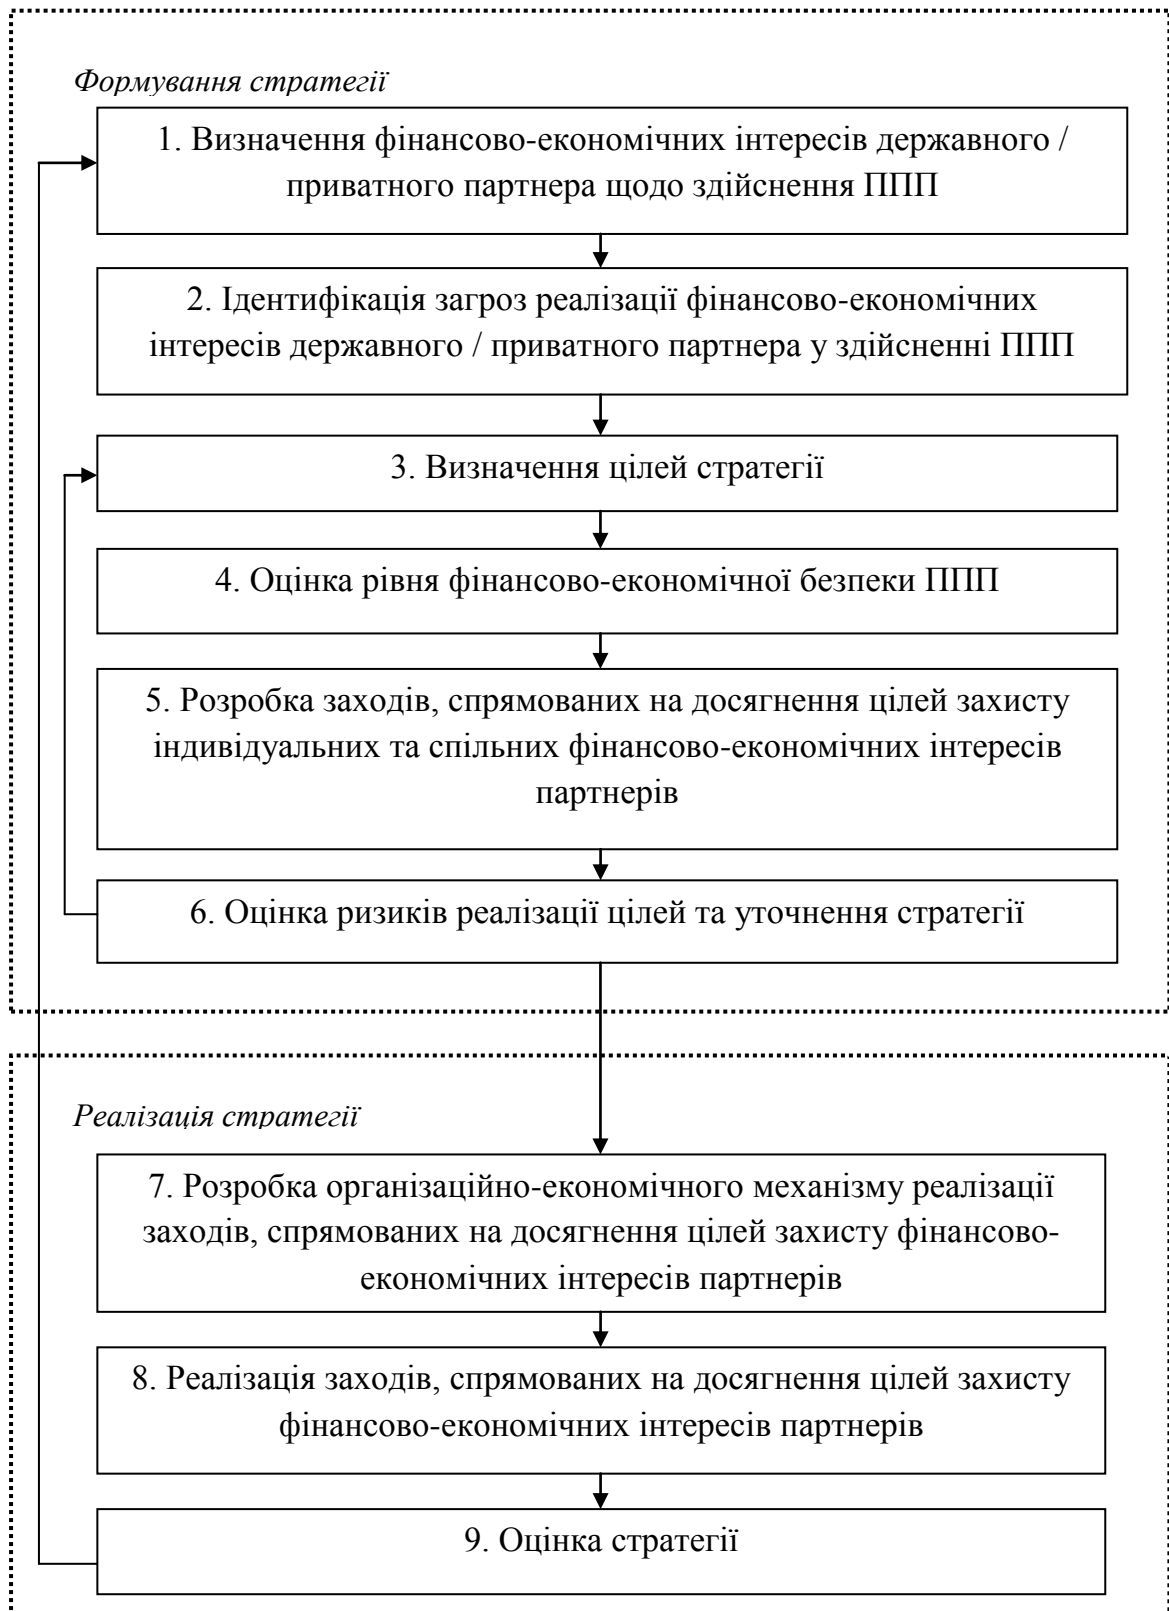 Формування стратегії
1. Визначення фінансово-економічних інтересів державного /
приватного партнера щодо здійснення ППП
2. Ідентифікація загроз реалізації фінансово-економічних
інтересів державного / приватного партнера у здійсненні ППП
3. Визначення цілей стратегії
4. Оцінка рівня фінансово-економічної безпеки ППП
5. Розробка заходів, спрямованих на досягнення цілей захисту
індивідуальних та спільних фінансово-економічних інтересів
партнерів
6. Оцінка ризиків реалізації цілей та уточнення стратегії
Реалізація стратегії
7. Розробка організаційно-економічного механізму реалізації
заходів, спрямованих на досягнення цілей захисту фінансово-
економічних інтересів партнерів
8. Реалізація заходів, спрямованих на досягнення цілей захисту
фінансово-економічних інтересів партнерів
9. Оцінка стратегії